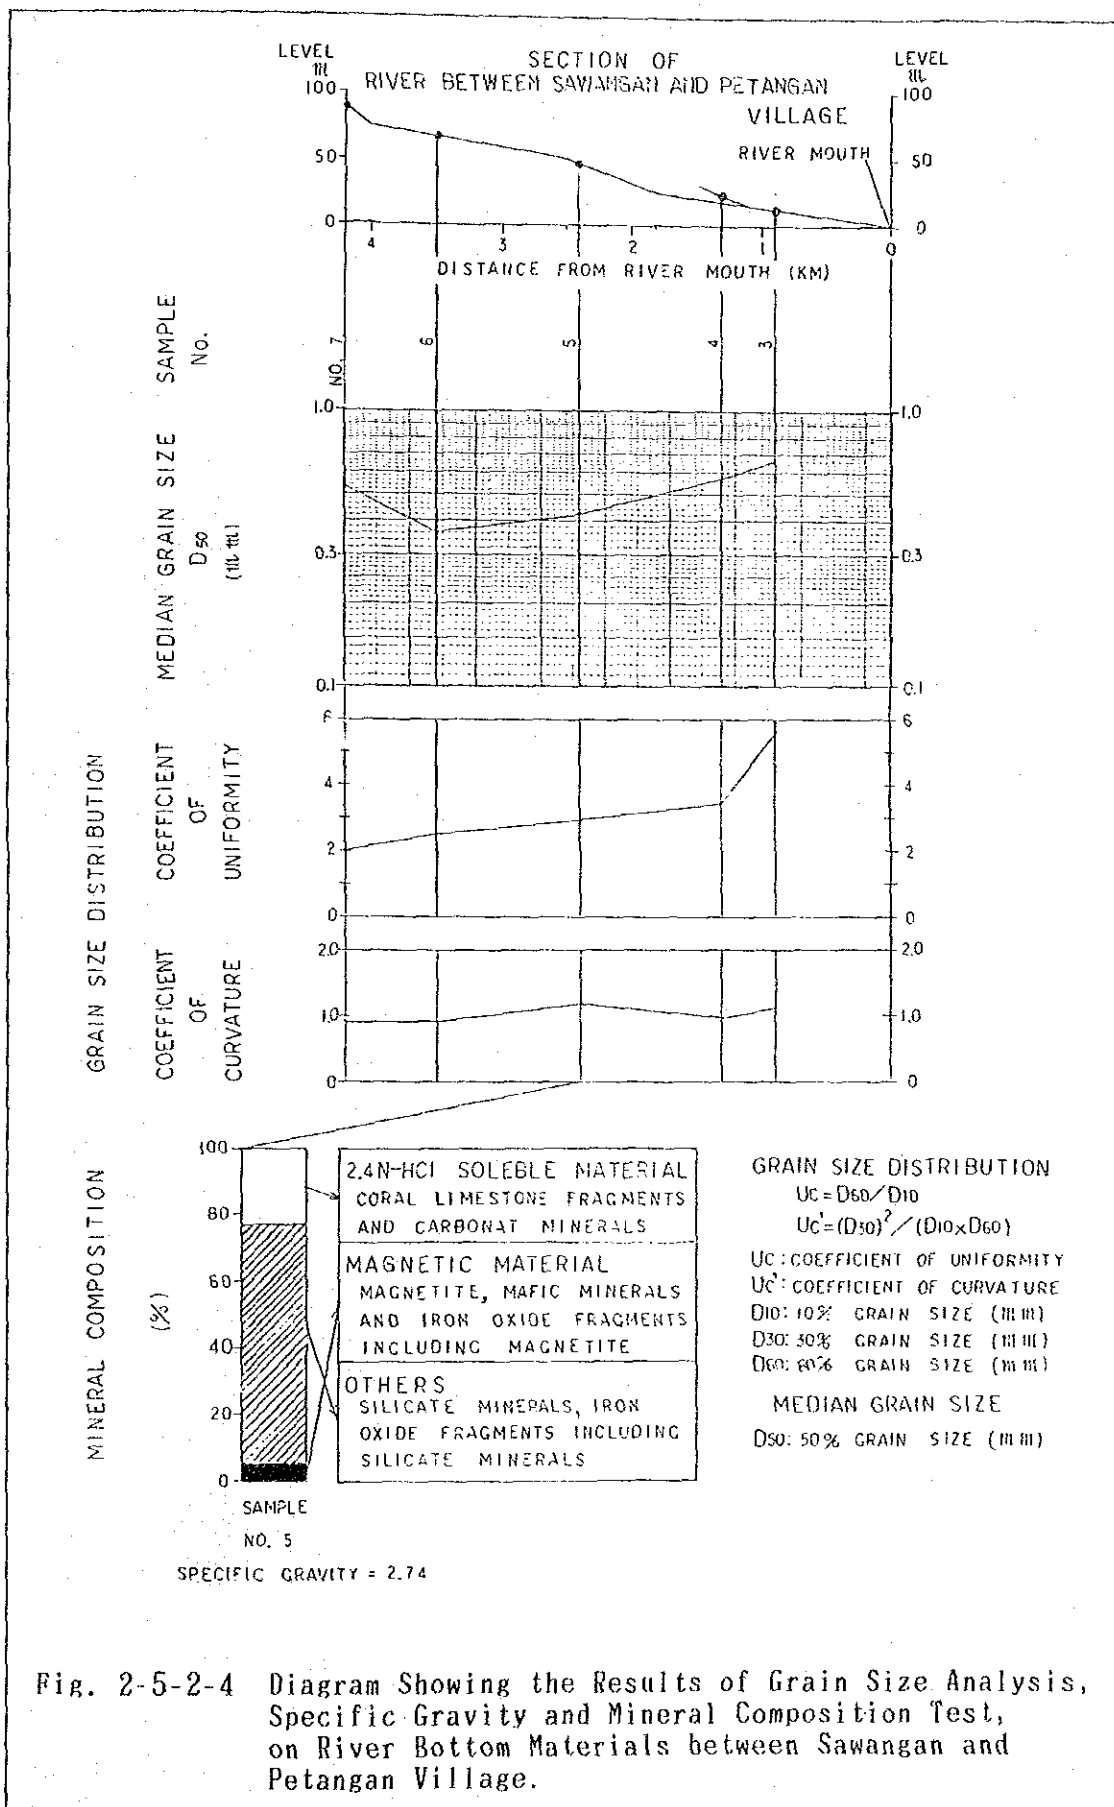 SECTION OF
RIVER BETWEEM SAWANGAN AND PETANGAN
VILLAGE
RIVER MOUTH
LEVEL
m
100
50
0
LEVEL
m
100
50
0
4 3 2 1 0
DISTANCE FROM RIVER MOUTH (KM)
SAMPLE
No.
NO. 7 6 5 4 3
GRAIN SIZE DISTRIBUTION
MEDIAN GRAIN SIZE
D50
(mm)
1.0
0.3
0.1
1.0
0.3
0.1
COEFFICIENT
OF
UNIFORMITY
6
4
2
0
6
4
2
0
COEFFICIENT
OF
CURVATURE
2.0
1.0
0
2.0
1.0
0
MINERAL COMPOSITION
(%)
100
80
60
40
20
0
SAMPLE
NO. 5
SPECIFIC GRAVITY = 2.74
2.4N-HCl SOLEBLE MATERIAL
CORAL LIMESTONE FRAGMENTS
AND CARBONAT MINERALS
MAGNETIC MATERIAL
MAGNETITE, MAFIC MINERALS
AND IRON OXIDE FRAGMENTS
INCLUDING MAGNETITE
OTHERS
SILICATE MINERALS, IRON
OXIDE FRAGMENTS INCLUDING
SILICATE MINERALS
GRAIN SIZE DISTRIBUTION
UC = D60/D10
UC' = (D30)²/(D10xD60)
UC : COEFFICIENT OF UNIFORMITY
UC' : COEFFICIENT OF CURVATURE
D10: 10% GRAIN SIZE (mm)
D30: 30% GRAIN SIZE (mm)
D60: 60% GRAIN SIZE (mm)
MEDIAN GRAIN SIZE
D50: 50% GRAIN SIZE (mm)
Fig. 2-5-2-4 Diagram Showing the Results of Grain Size Analysis,
Specific Gravity and Mineral Composition Test,
on River Bottom Materials between Sawangan and
Petangan Village.